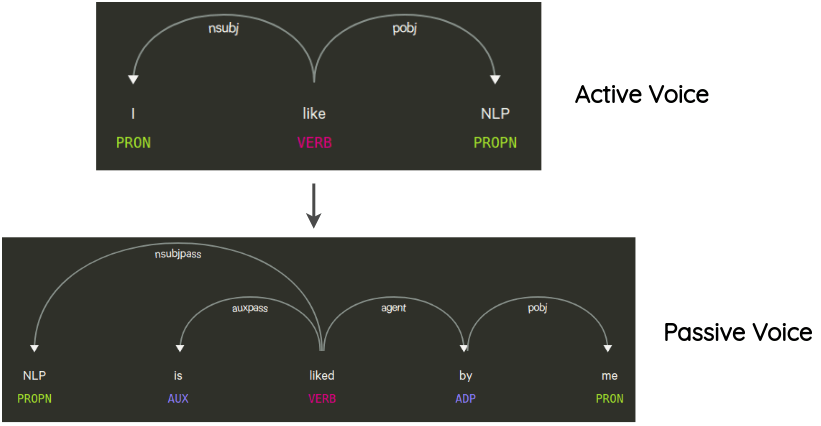 nsubj pobj
I like NLP
PRON VERB PROPN
Active Voice
nsubjpass
auxpass agent pobj
NLP is liked by me
PROPN AUX VERB ADP PRON
Passive Voice